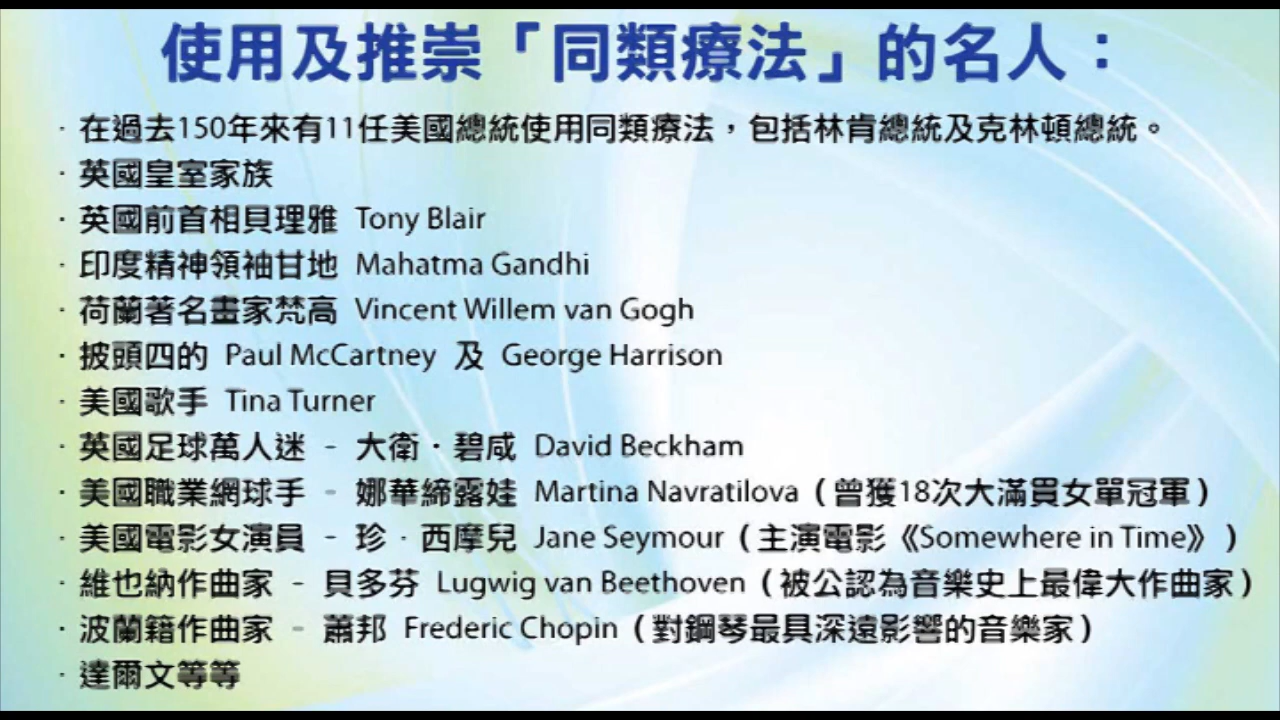 使用及推崇「同類療法」的名人：
· 在過去150年來有11任美國總統使用同類療法，包括林肯總統及克林頓總統。
· 英國皇室家族
· 英國前首相貝理雅 Tony Blair
· 印度精神領袖甘地 Mahatma Gandhi
· 荷蘭著名畫家梵高 Vincent Willem van Gogh
· 披頭四的 Paul McCartney 及 George Harrison
· 美國歌手 Tina Turner
· 英國足球萬人迷 - 大衛·碧咸 David Beckham
· 美國職業網球手 - 娜華締露娃 Martina Navratilova（曾獲18次大滿貫女單冠軍）
· 美國電影女演員 - 珍·西摩兒 Jane Seymour（主演電影《Somewhere in Time》）
· 維也納作曲家 - 貝多芬 Lugwig van Beethoven（被公認為音樂史上最偉大作曲家）
· 波蘭籍作曲家 - 蕭邦 Frederic Chopin（對鋼琴最具深遠影響的音樂家）
· 達爾文等等